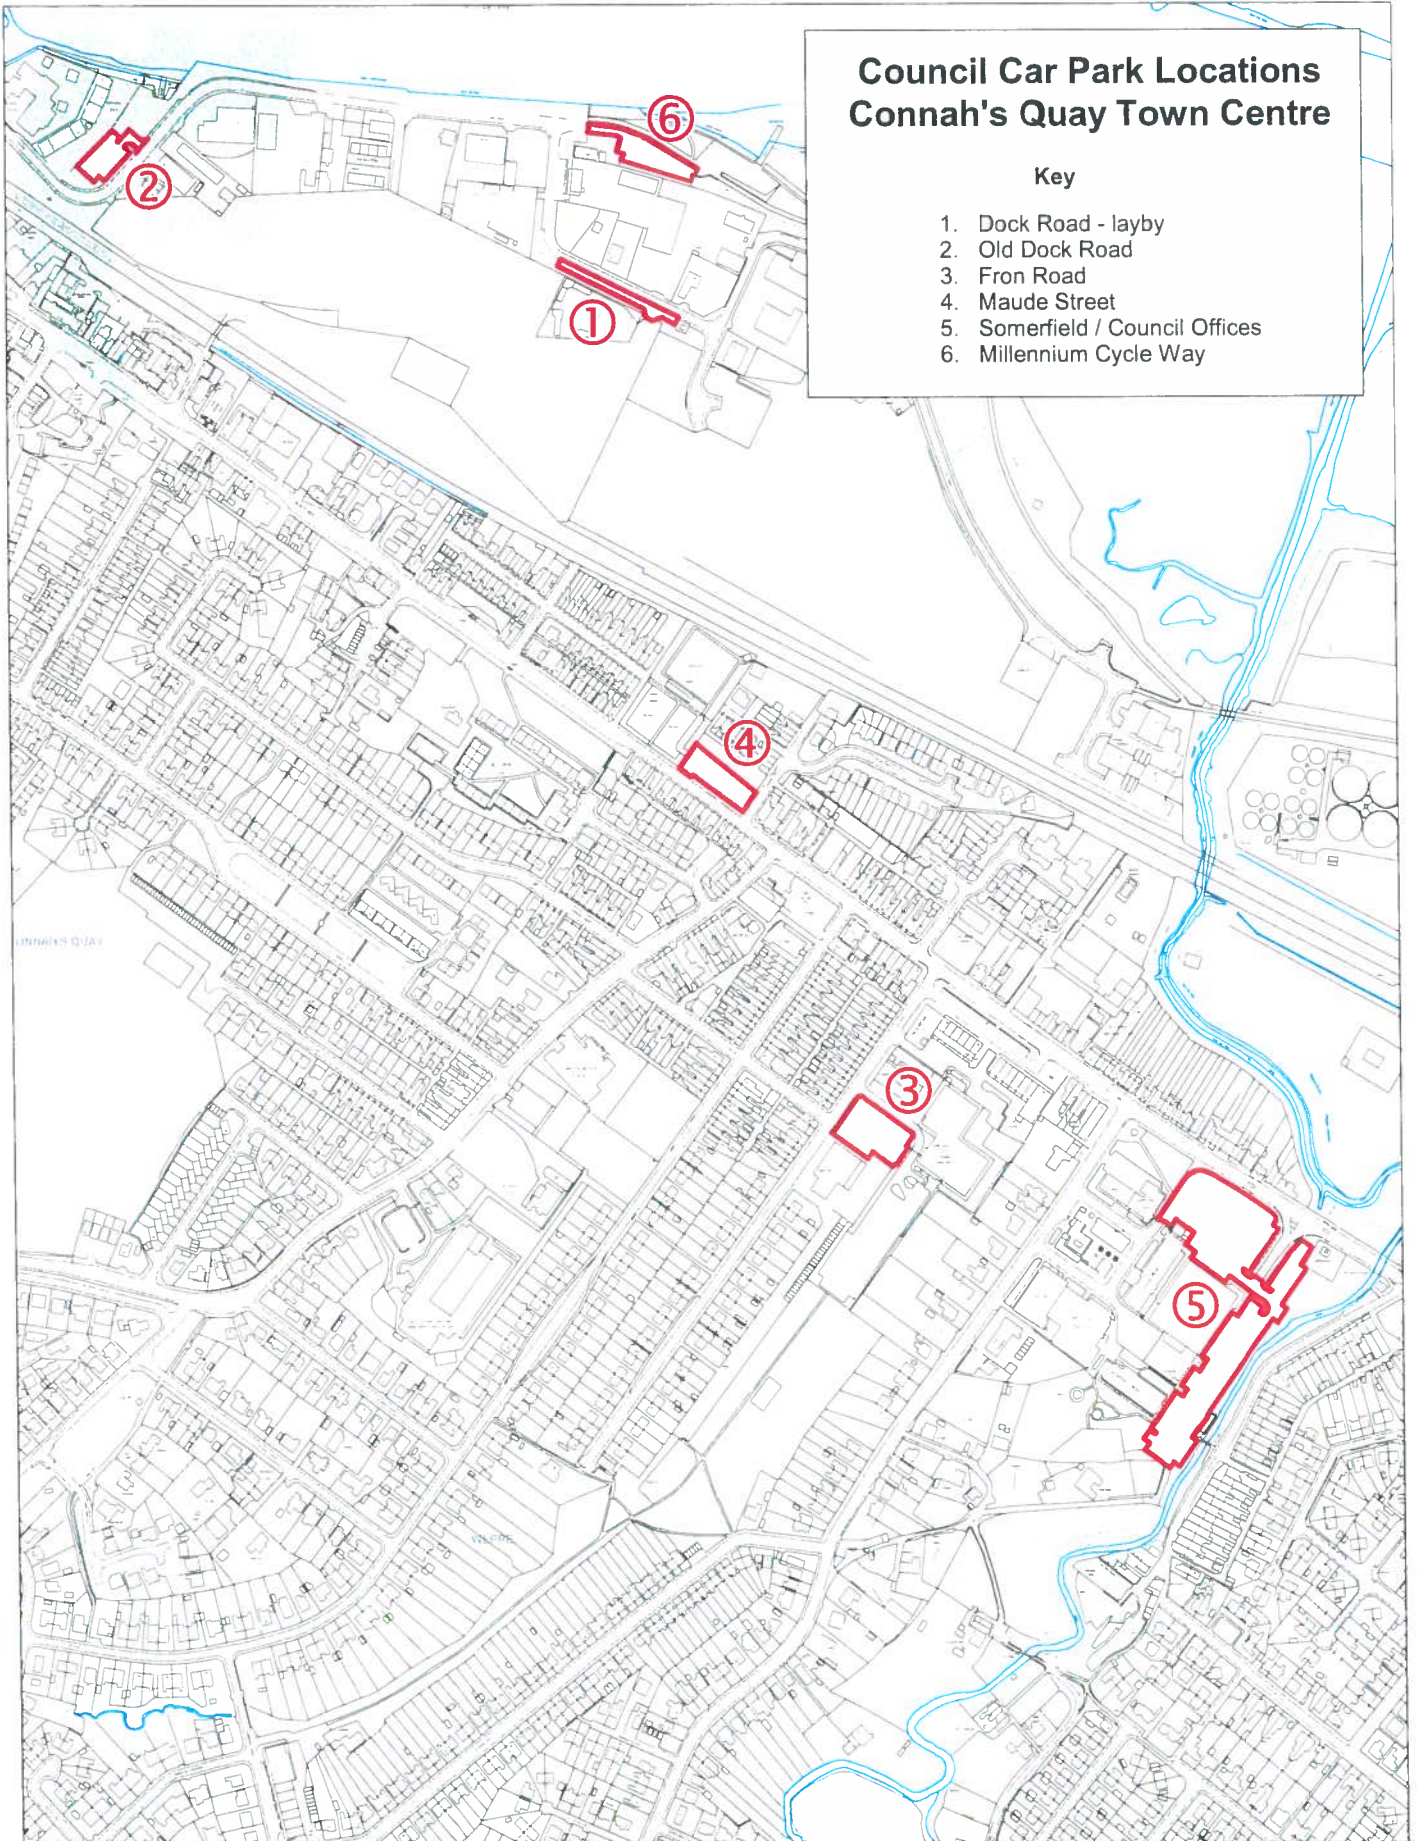 Council Car Park Locations
Connah's Quay Town Centre
Key
1. Dock Road - layby
2. Old Dock Road
3. Fron Road
4. Maude Street
5. Somerfield / Council Offices
6. Millennium Cycle Way
6
2
1
4
3
5